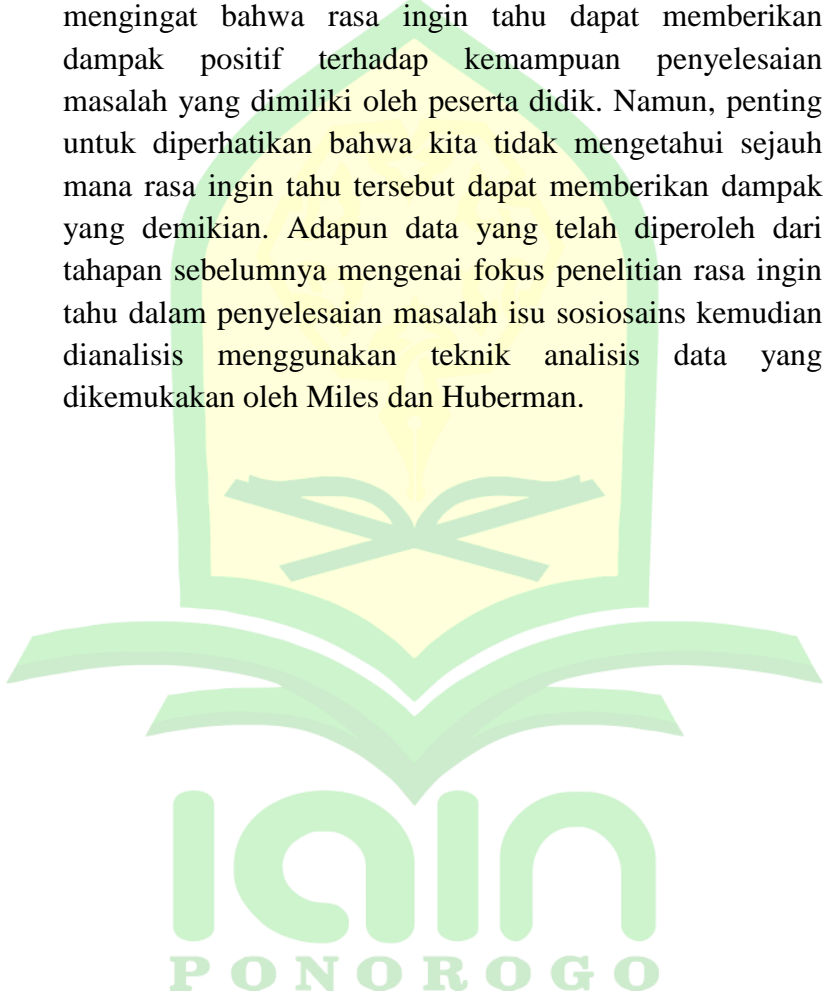 mengingat bahwa rasa ingin tahu dapat memberikan
dampak positif terhadap kemampuan penyelesaian
masalah yang dimiliki oleh peserta didik. Namun, penting
untuk diperhatikan bahwa kita tidak mengetahui sejauh
mana rasa ingin tahu tersebut dapat memberikan dampak
yang demikian. Adapun data yang telah diperoleh dari
tahapan sebelumnya mengenai fokus penelitian rasa ingin
tahu dalam penyelesaian masalah isu sosiosains kemudian
dianalisis menggunakan teknik analisis data yang
dikemukakan oleh Miles dan Huberman.
iain
PONOROGO